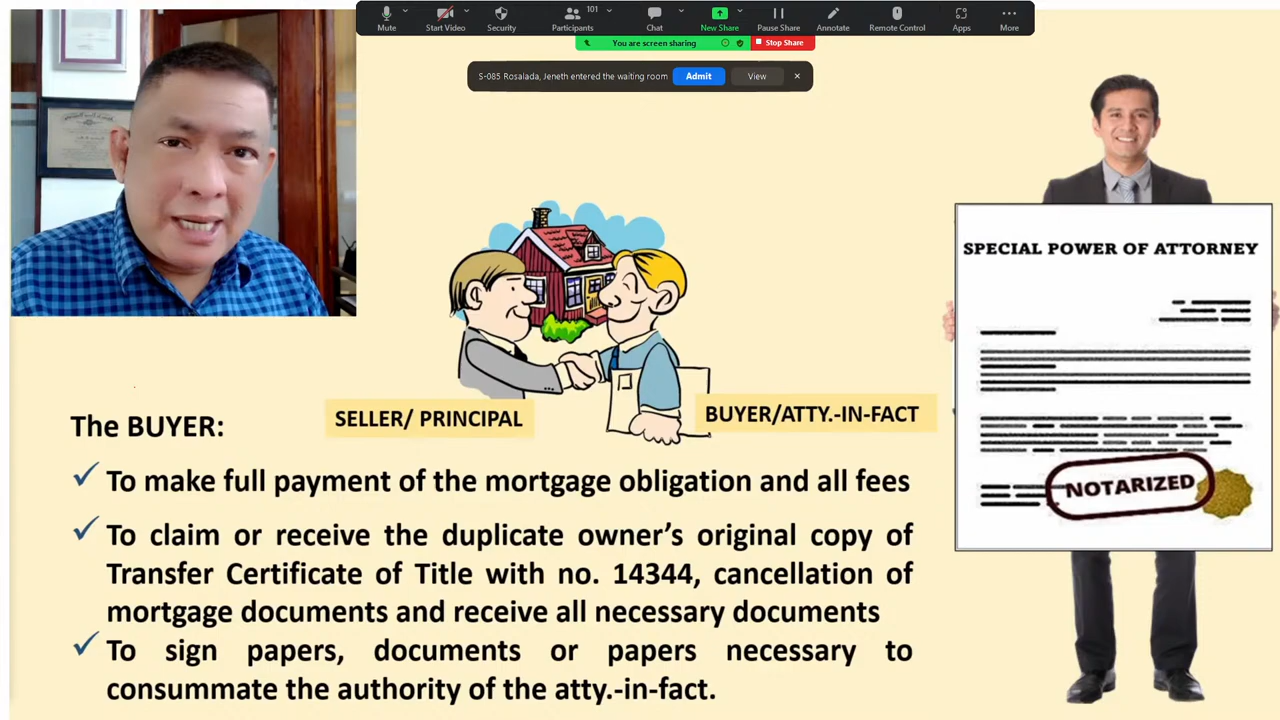 Mute
Start Video
Security
Participants
101
Chat
New Share
Pause Share
Annotate
Remote Control
Apps
More
You are screen sharing
Stop Share
S-085 Rosalada, Jeneth entered the waiting room
Admit
View
SPECIAL POWER OF ATTORNEY
NOTARIZED
SELLER/ PRINCIPAL
BUYER/ATTY.-IN-FACT
The BUYER:
To make full payment of the mortgage obligation and all fees
To claim or receive the duplicate owner's original copy of
Transfer Certificate of Title with no. 14344, cancellation of
mortgage documents and receive all necessary documents
To sign papers, documents or papers necessary to
consummate the authority of the atty.-in-fact.